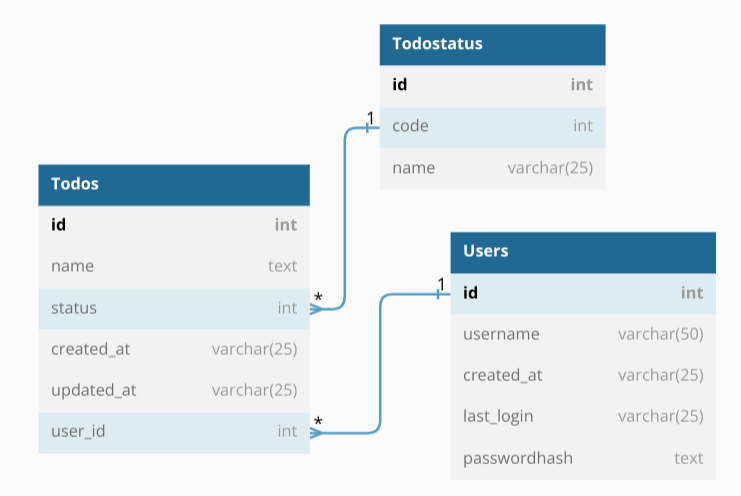 Todostatus
id int
code int
name varchar(25)
1
Todos
id int
name text
status int
*
created_at varchar(25)
updated_at varchar(25)
user_id int
*
Users
1
id int
username varchar(50)
created_at varchar(25)
last_login varchar(25)
passwordhash text